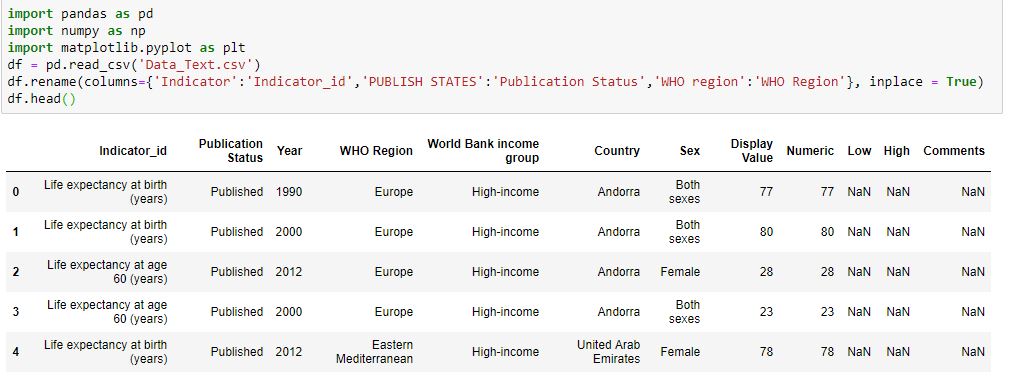 import pandas as pd
import numpy as np
import matplotlib.pyplot as plt
df = pd.read_csv('Data_Text.csv')
df.rename(columns={'Indicator':'Indicator_id','PUBLISH STATES':'Publication Status','WHO region':'WHO Region'}, inplace = True)
df.head()
Indicator_id Publication Status Year WHO Region World Bank income group Country Sex Display Value Numeric Low High Comments
0 Life expectancy at birth (years) Published 1990 Europe High-income Andorra Both sexes 77 77 NaN NaN NaN
1 Life expectancy at birth (years) Published 2000 Europe High-income Andorra Both sexes 80 80 NaN NaN NaN
2 Life expectancy at age 60 (years) Published 2012 Europe High-income Andorra Female 28 28 NaN NaN NaN
3 Life expectancy at age 60 (years) Published 2000 Europe High-income Andorra Both sexes 23 23 NaN NaN NaN
4 Life expectancy at birth (years) Published 2012 Eastern Mediterranean High-income United Arab Emirates Female 78 78 NaN NaN NaN